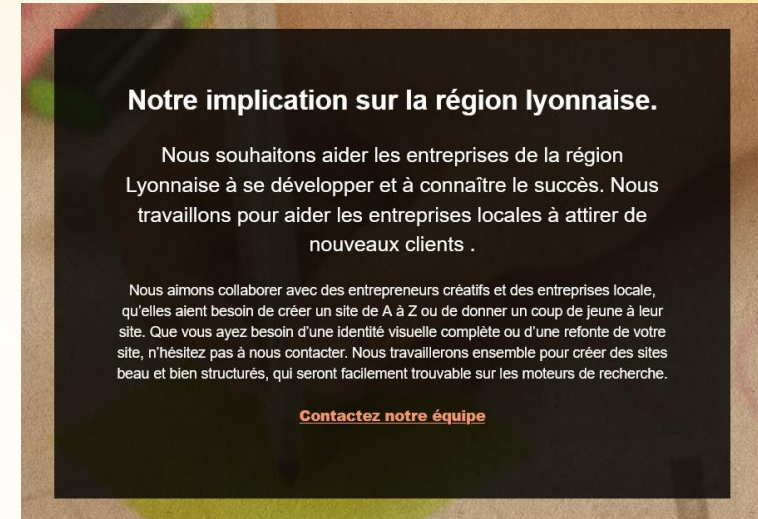 Notre implication sur la région lyonnaise.
Nous souhaitons aider les entreprises de la région
Lyonnaise à se développer et à connaître le succès. Nous
travaillons pour aider les entreprises locales à attirer de
nouveaux clients .
Nous aimons collaborer avec des entrepreneurs créatifs et des entreprises locale,
qu’elles aient besoin de créer un site de A à Z ou de donner un coup de jeune à leur
site. Que vous ayez besoin d’une identité visuelle complète ou d’une refonte de votre
site, n’hésitez pas à nous contacter. Nous travaillerons ensemble pour créer des sites
beau et bien structurés, qui seront facilement trouvable sur les moteurs de recherche.
Contactez notre équipe